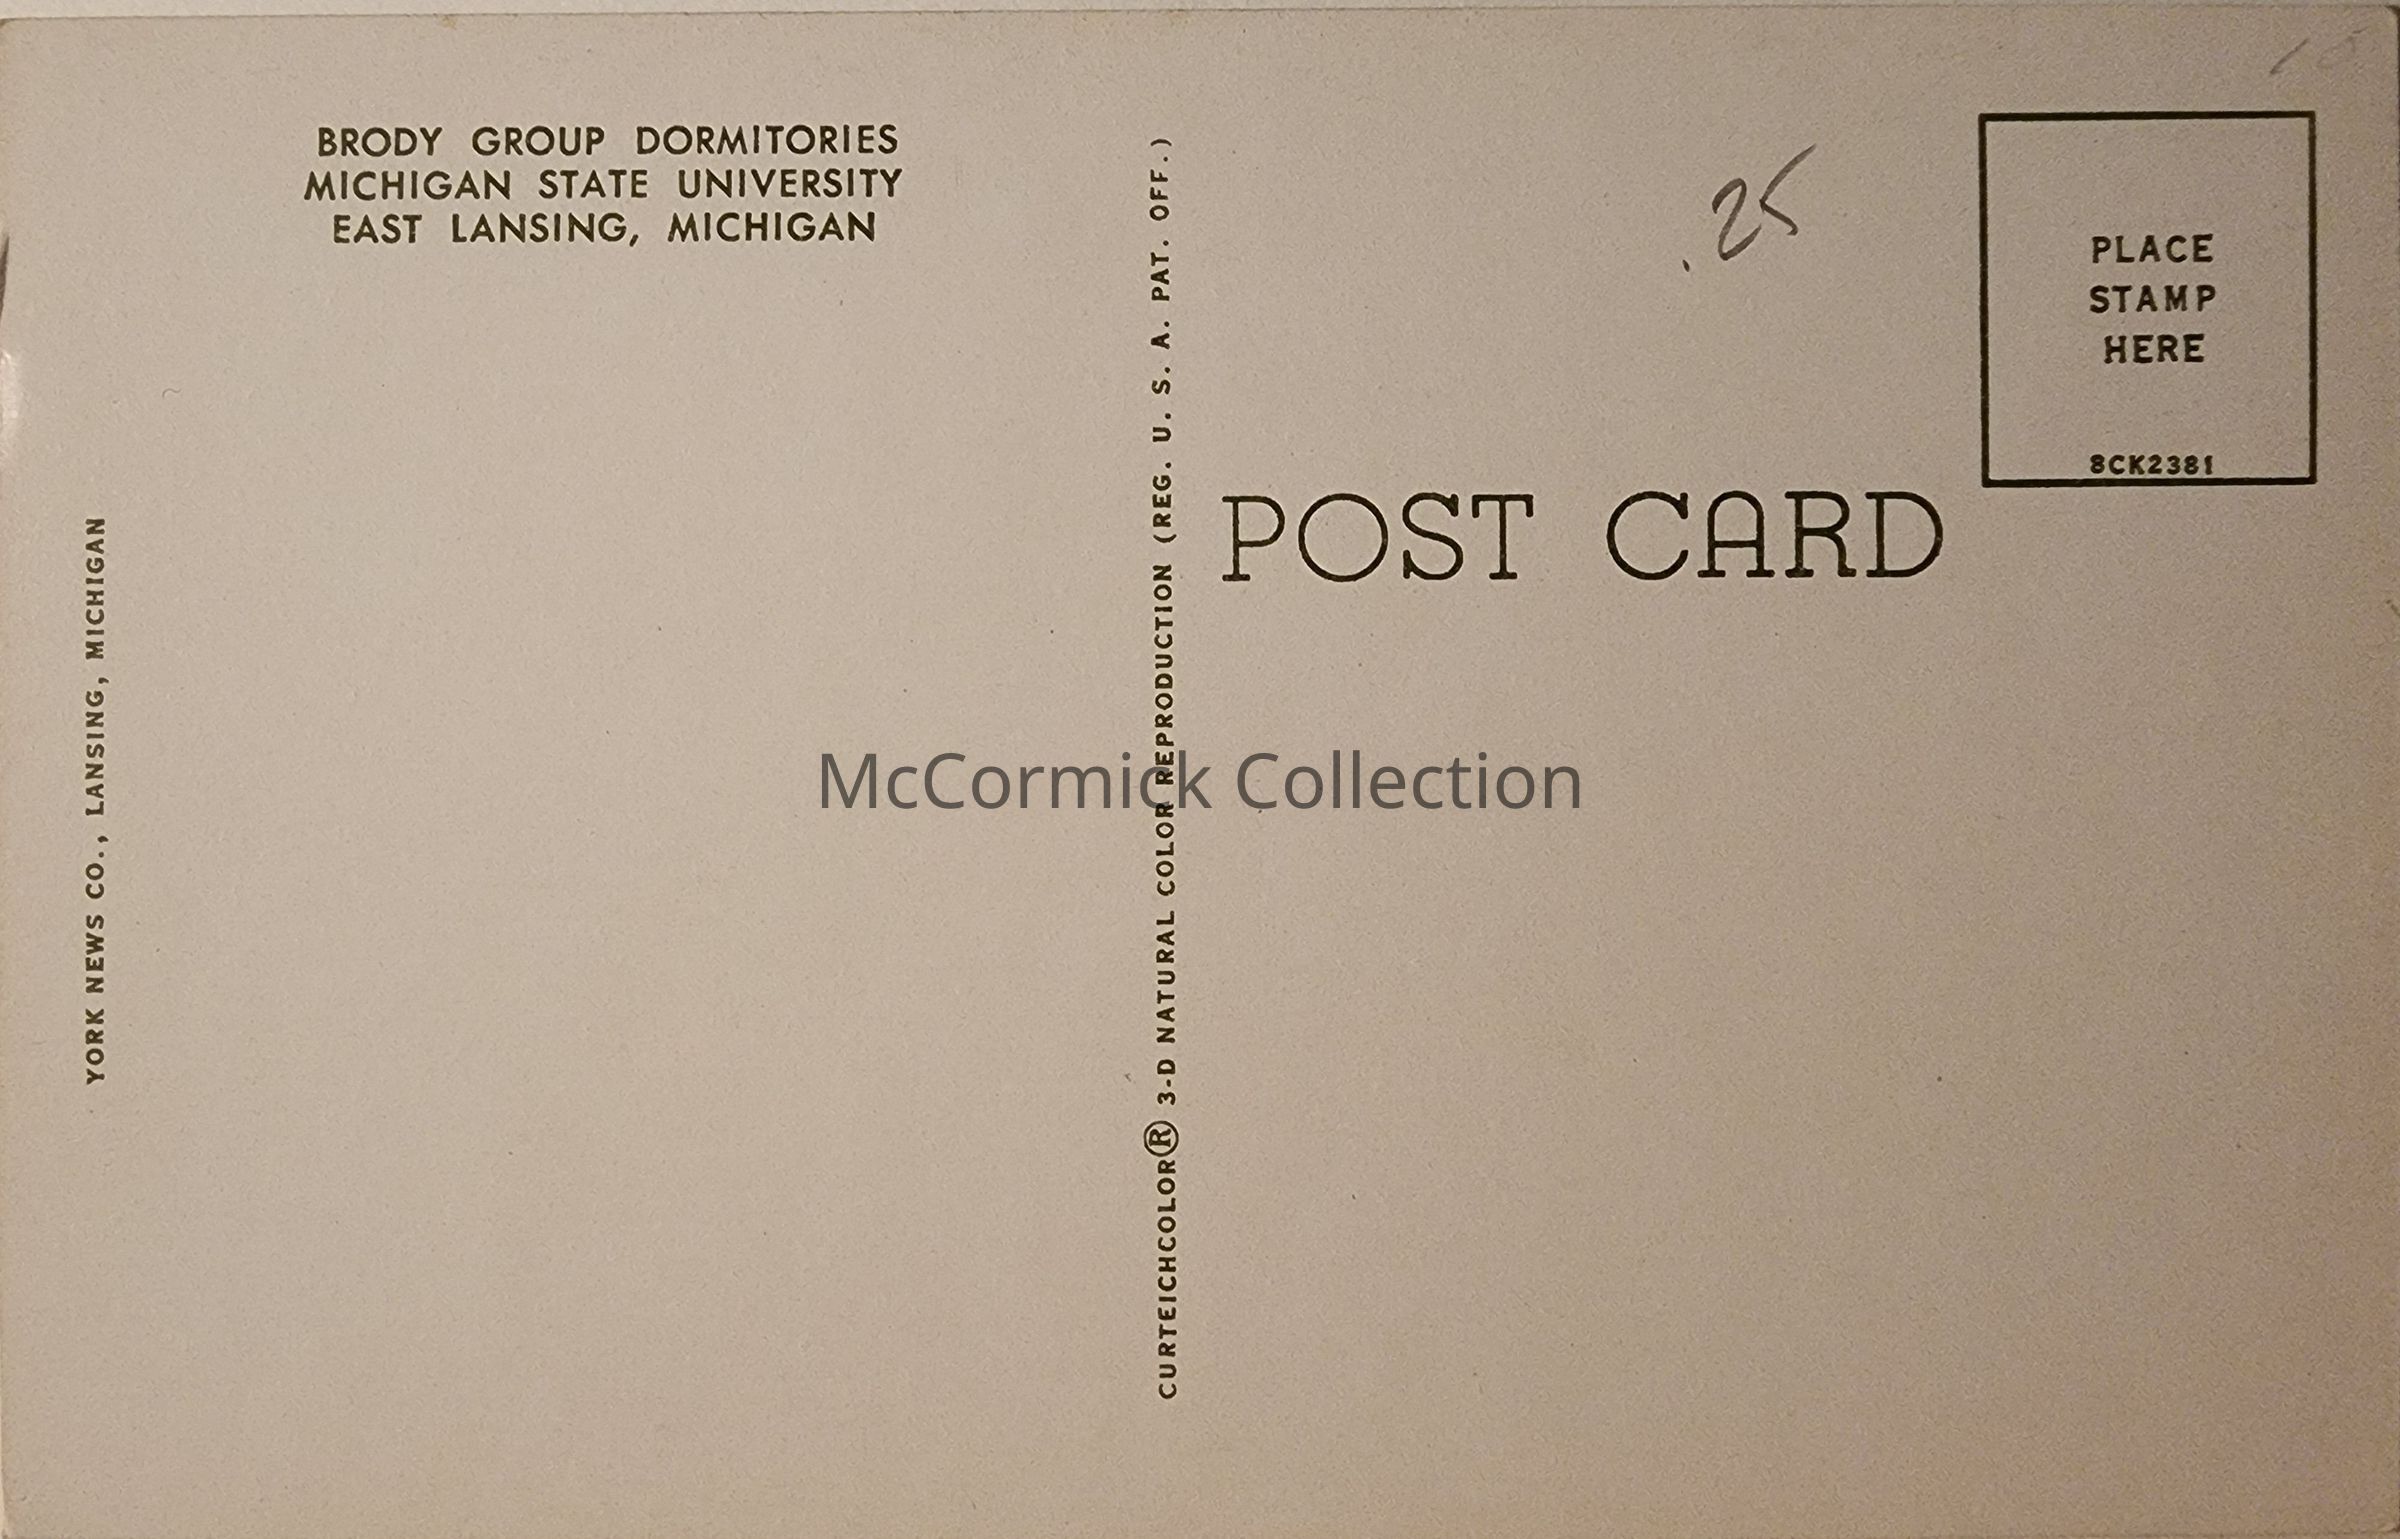 BRODY GROUP DORMITORIES
MICHIGAN STATE UNIVERSITY
EAST LANSING, MICHIGAN
YORK NEWS CO., LANSING, MICHIGAN
CURTEICHCOLOR® 3-D NATURAL COLOR REPRODUCTION (REG. U. S. A. PAT. OFF.)
.25
PLACE
STAMP
HERE
8CK2381
POST CARD
McCormick Collection